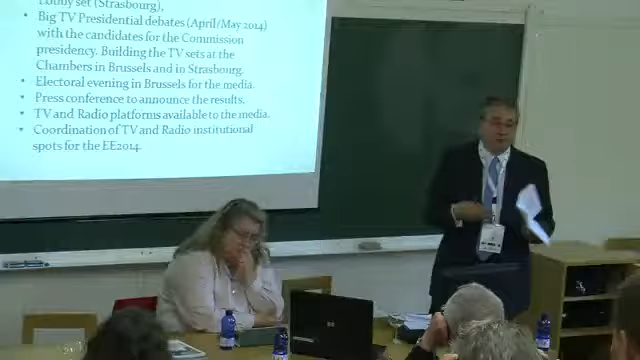 Lobby set (Strasbourg),
• Big TV Presidential debates (April/May 2014)
with the candidates for the Commission
presidency. Building the TV sets at the
Chambers in Brussels and in Strasbourg.
• Electoral evening in Brussels for the media.
• Press conference to announce the results.
• TV and Radio platforms available to the media.
• Coordination of TV and Radio institutional
spots for the EE2014.